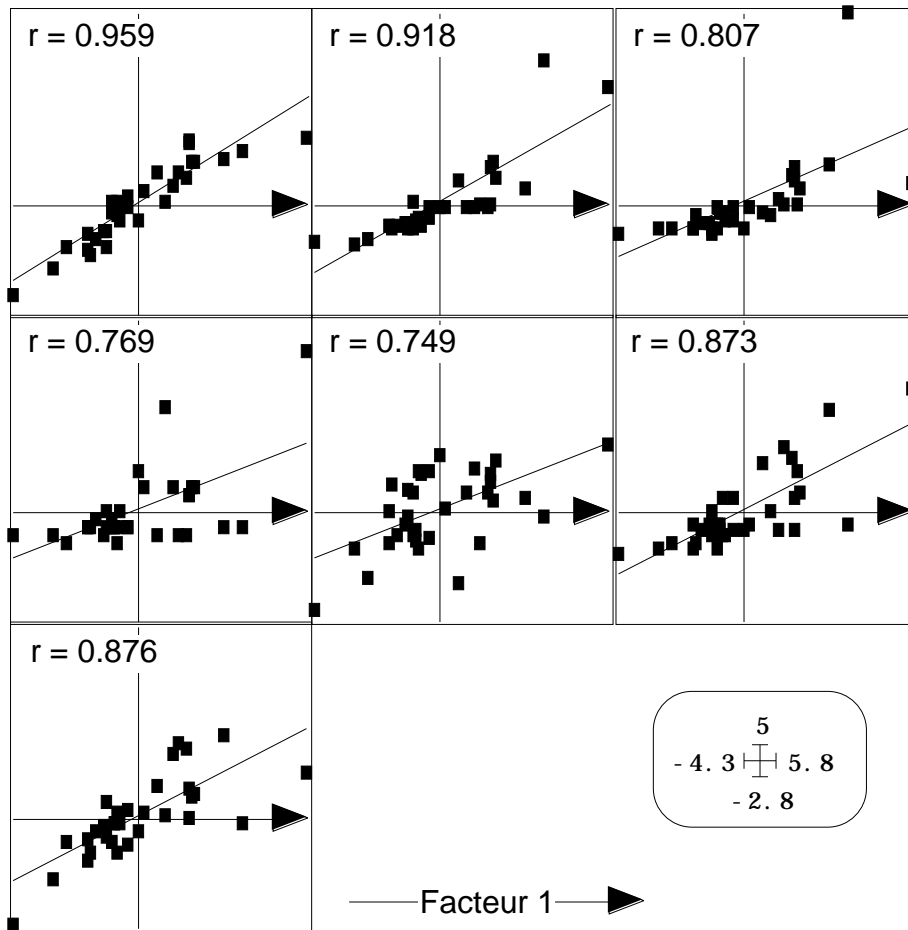 r = 0.959
r = 0.918
r = 0.807
r = 0.769
r = 0.749
r = 0.873
r = 0.876
5
-4.3 5.8
-2.8
Facteur 1